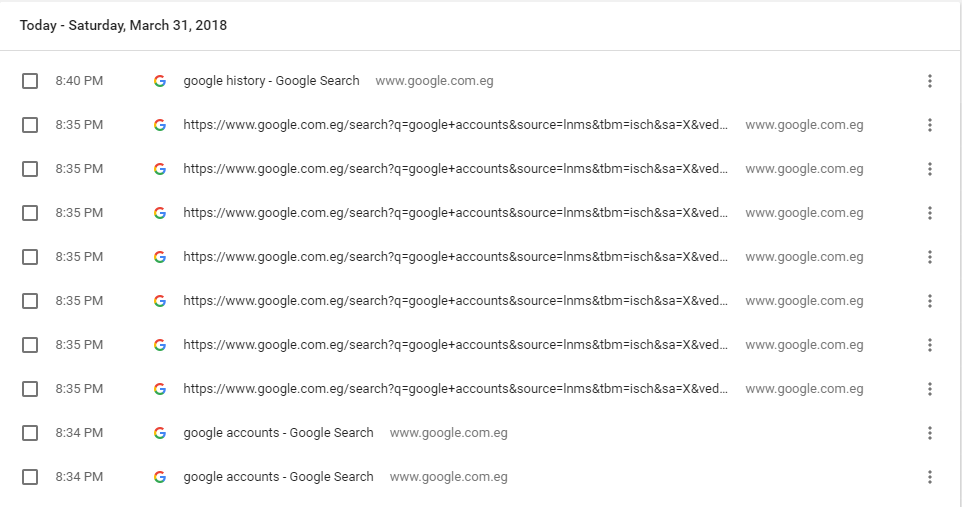 Today - Saturday, March 31, 2018
8:40 PM google history - Google Search www.google.com.eg
8:35 PM https://www.google.com.eg/search?q=google+accounts&source=lnms&tbm=isch&sa=X&ved... www.google.com.eg
8:35 PM https://www.google.com.eg/search?q=google+accounts&source=lnms&tbm=isch&sa=X&ved... www.google.com.eg
8:35 PM https://www.google.com.eg/search?q=google+accounts&source=lnms&tbm=isch&sa=X&ved... www.google.com.eg
8:35 PM https://www.google.com.eg/search?q=google+accounts&source=lnms&tbm=isch&sa=X&ved... www.google.com.eg
8:35 PM https://www.google.com.eg/search?q=google+accounts&source=lnms&tbm=isch&sa=X&ved... www.google.com.eg
8:35 PM https://www.google.com.eg/search?q=google+accounts&source=lnms&tbm=isch&sa=X&ved... www.google.com.eg
8:35 PM https://www.google.com.eg/search?q=google+accounts&source=lnms&tbm=isch&sa=X&ved... www.google.com.eg
8:34 PM google accounts - Google Search www.google.com.eg
8:34 PM google accounts - Google Search www.google.com.eg